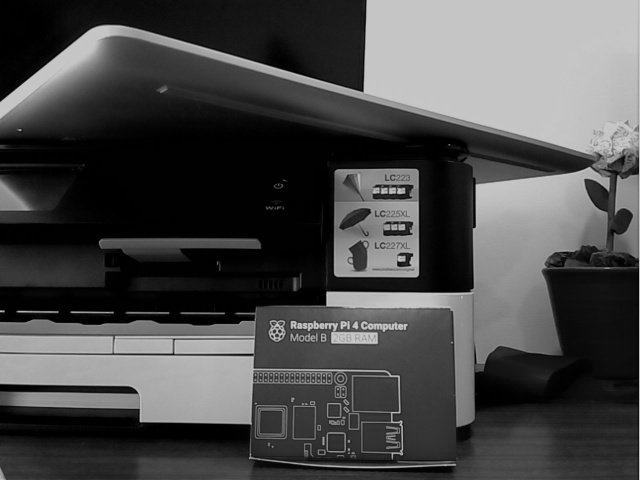 WiFi
LC223
LC225XL
LC227XL
Raspberry Pi 4 Computer
Model B 2GB RAM